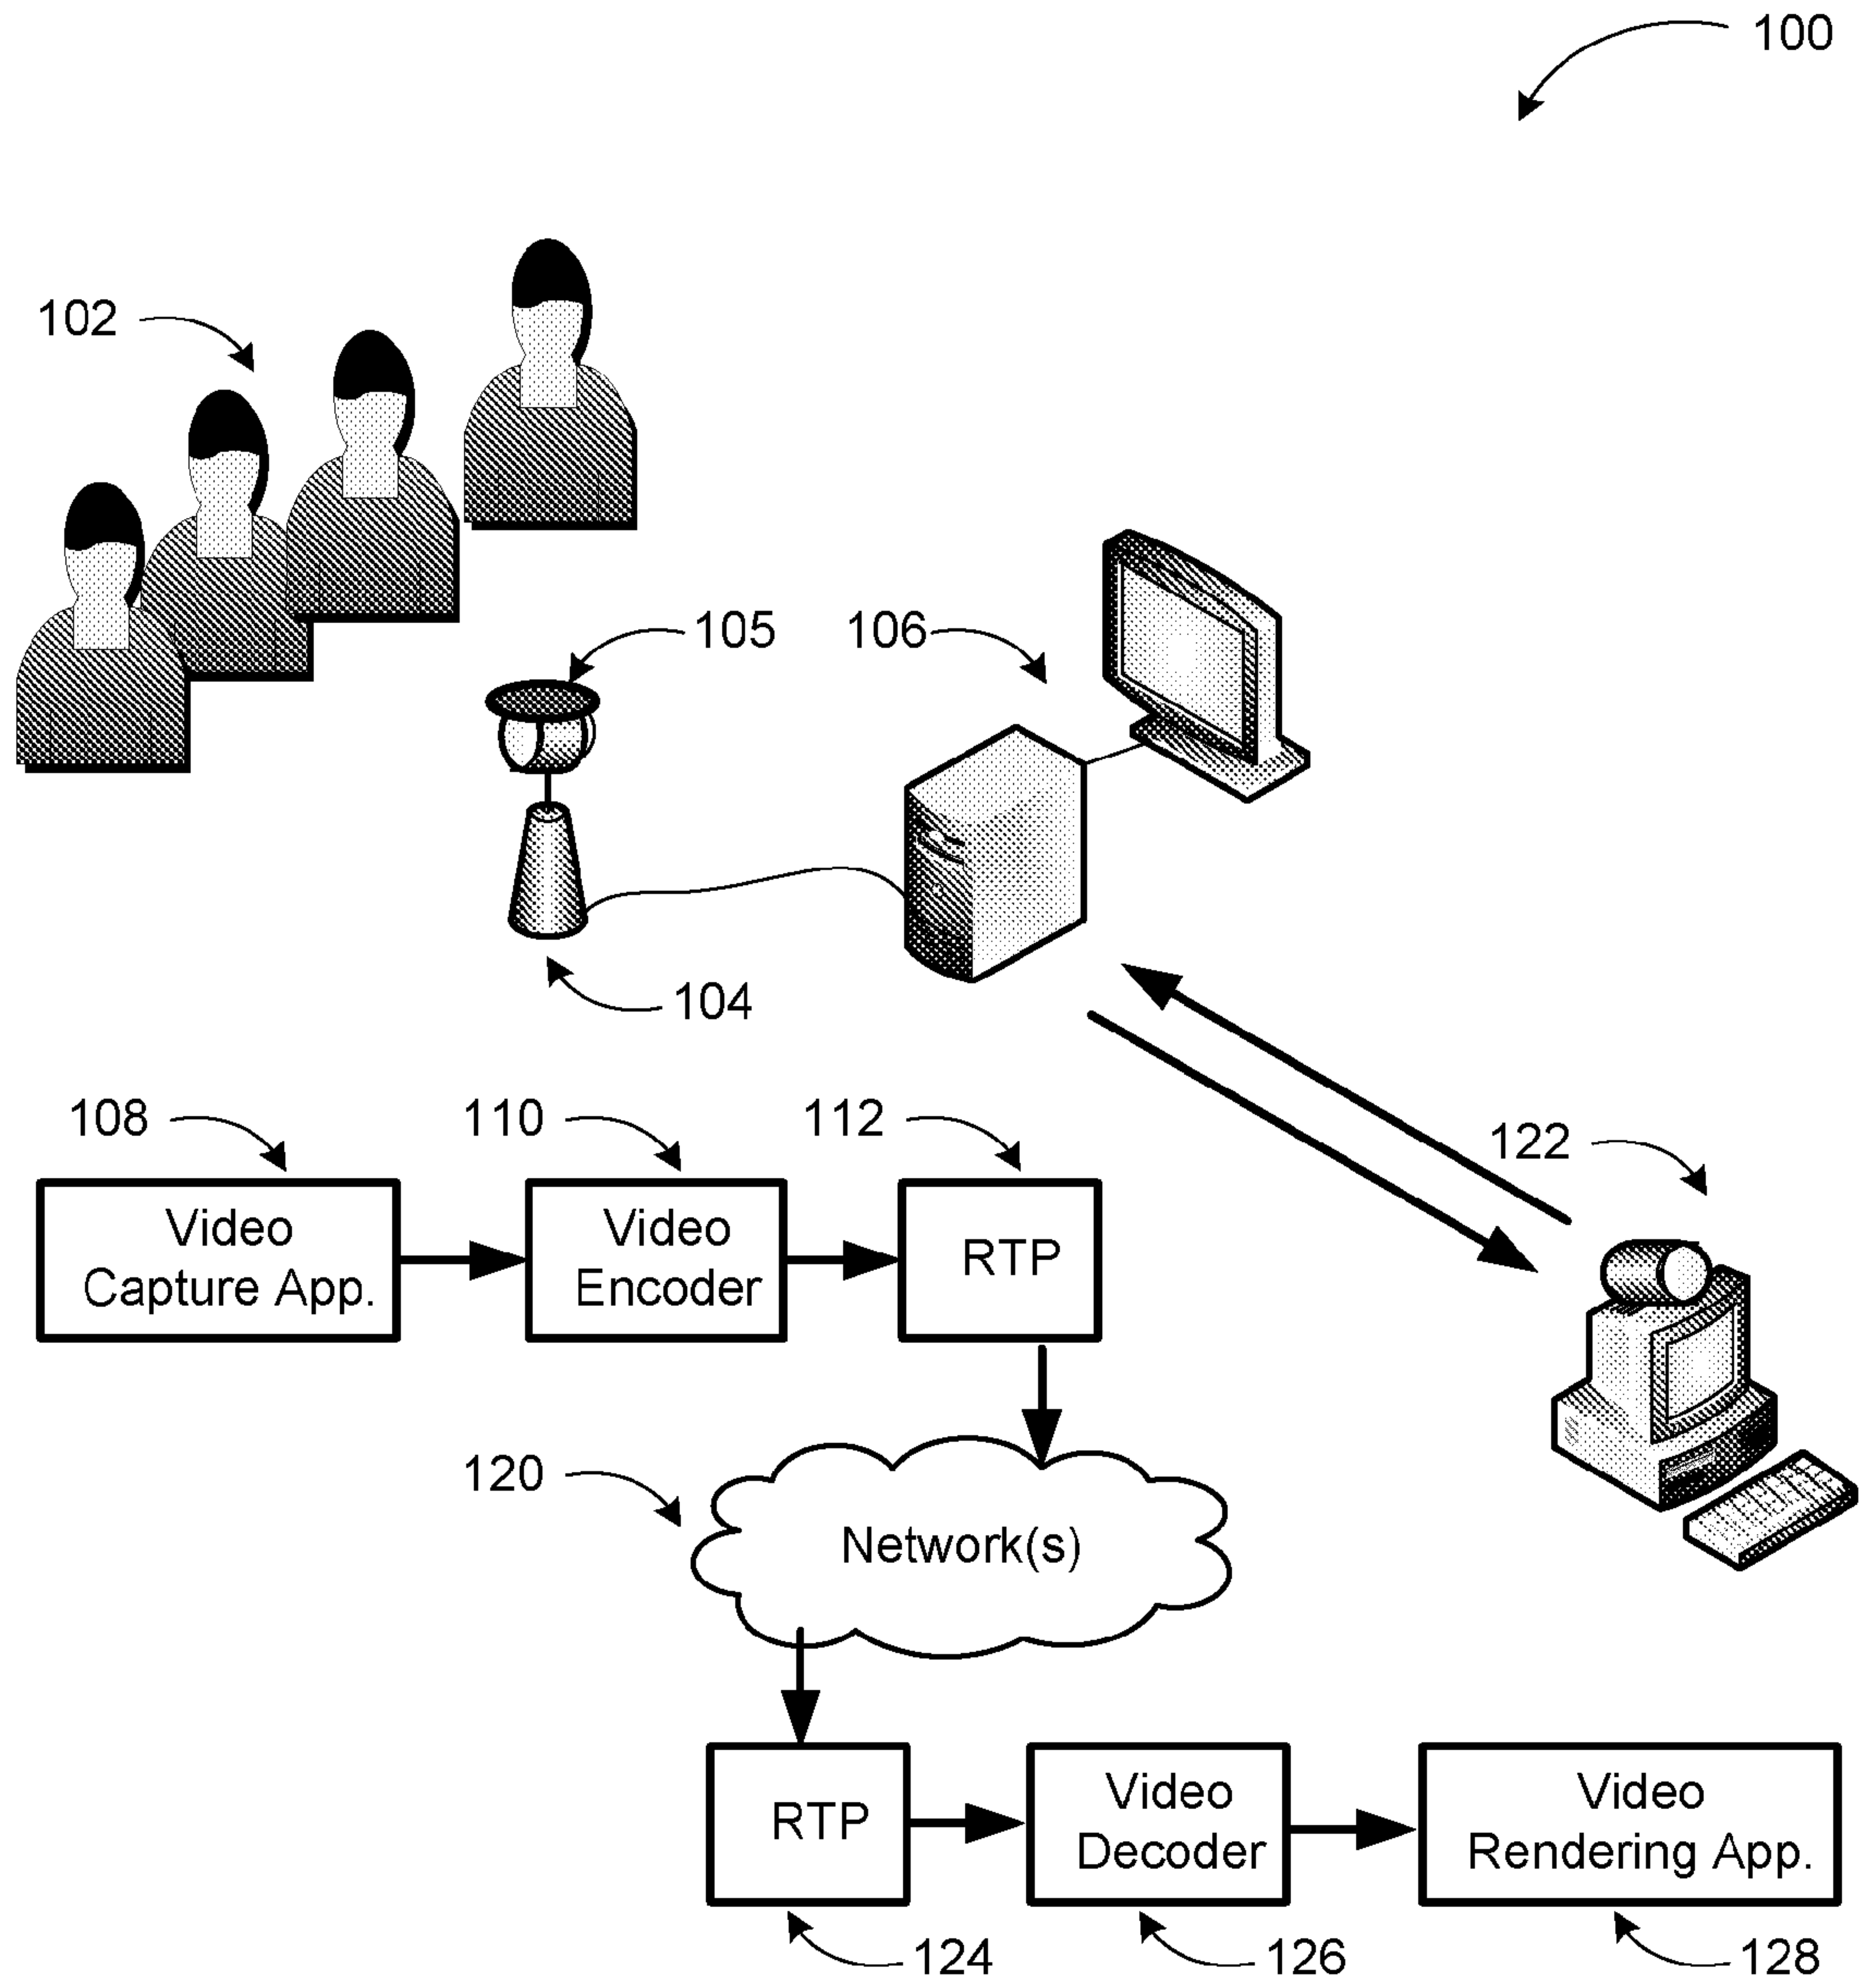 100
102
105
106
104
108
110
112
122
Video
Capture App.
Video
Encoder
RTP
120
Network(s)
RTP
Video
Decoder
Video
Rendering App.
124
126
128